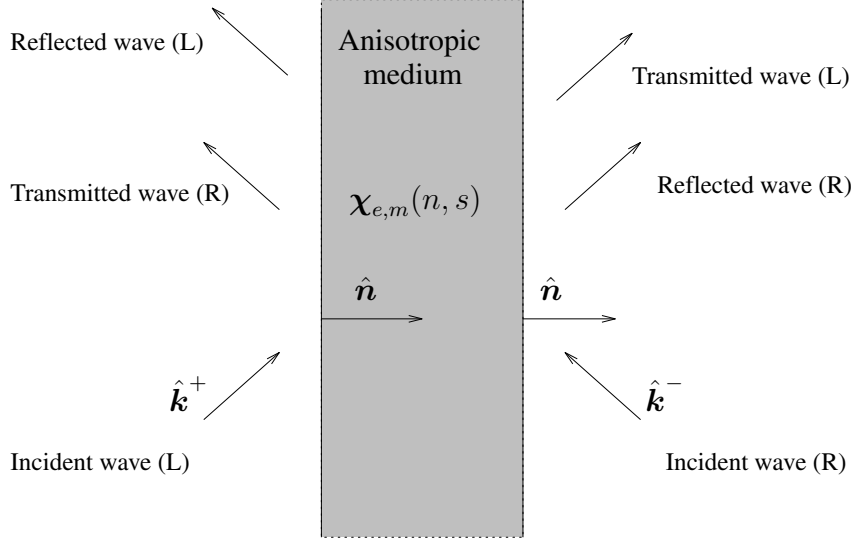 Reflected wave (L)
Anisotropic
medium
Transmitted wave (L)
Transmitted wave (R)
χₑ,ₘ(n, s)
Reflected wave (R)
n̂
n̂
k̂⁺
k̂⁻
Incident wave (L)
Incident wave (R)